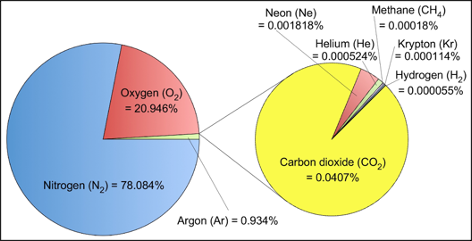 Neon (Ne)
= 0.001818%
Methane (CH₄)
= 0.00018%
Helium (He)
= 0.000524%
Krypton (Kr)
= 0.000114%
Hydrogen (H₂)
= 0.000055%
Oxygen (O₂)
= 20.946%
Carbon dioxide (CO₂)
= 0.0407%
Nitrogen (N₂) = 78.084%
Argon (Ar) = 0.934%